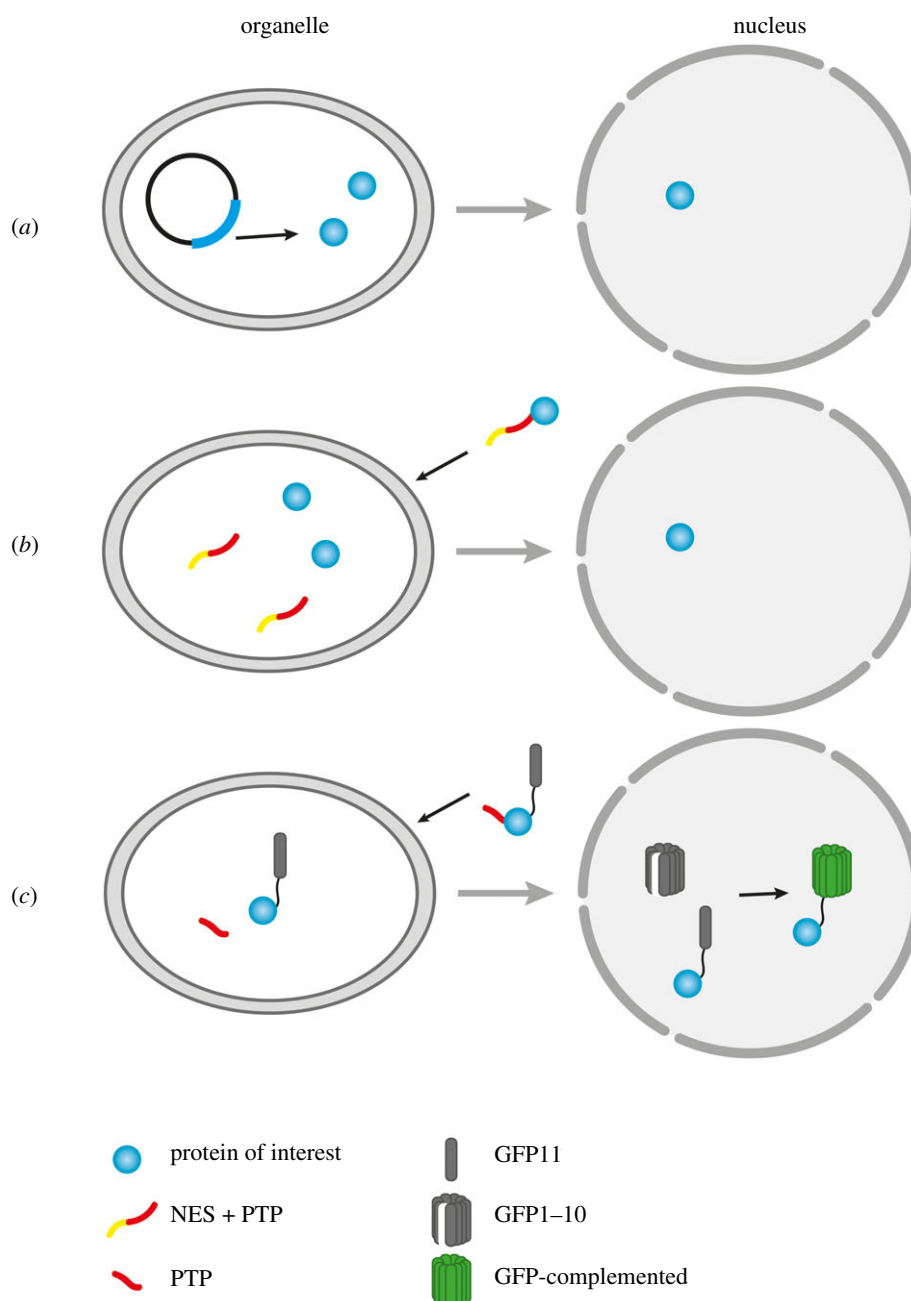 organelle
nucleus
(a)
(b)
(c)
protein of interest
GFP11
NES + PTP
GFP1–10
PTP
GFP-complemented